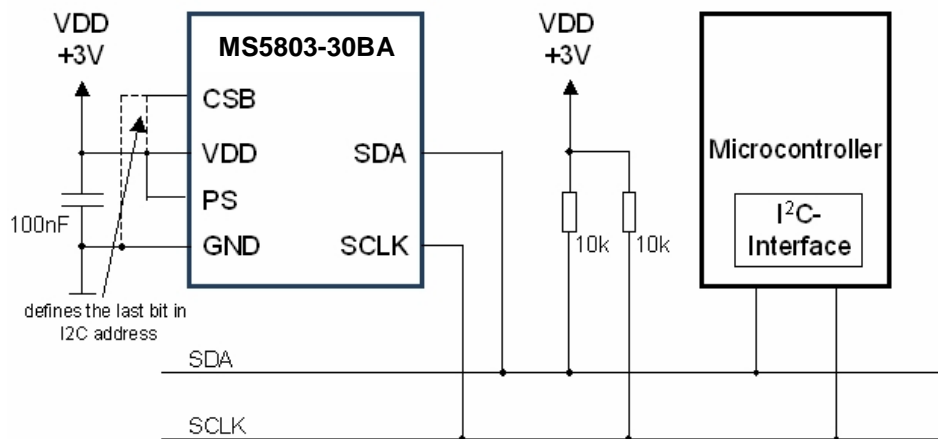 VDD
+3V
MS5803-30BA
CSB
VDD
PS
GND
SDA
SCLK
100nF
defines the last bit in
I2C address
VDD
+3V
10k
10k
Microcontroller
I²C-
Interface
SDA
SCLK